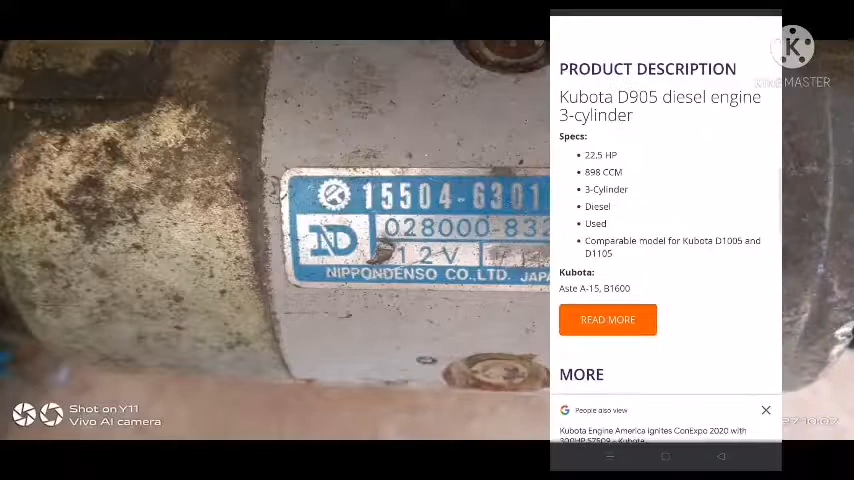 15504-6301
028000-832
ND
12V
NIPPONDENSO CO.,LTD. JAPA
Shot on Y11
Vivo AI camera
PRODUCT DESCRIPTION
Kubota D905 diesel engine
3-cylinder
Specs:
• 22,5 HP
• 898 CCM
• 3-Cylinder
• Diesel
• Used
• Comparable model for Kubota D1005 and
D1105
Kubota:
Aste A-15, B1600
READ MORE
MORE
G People also view
Kubota Engine America ignites ConExpo 2020 with
K
KINEMASTER